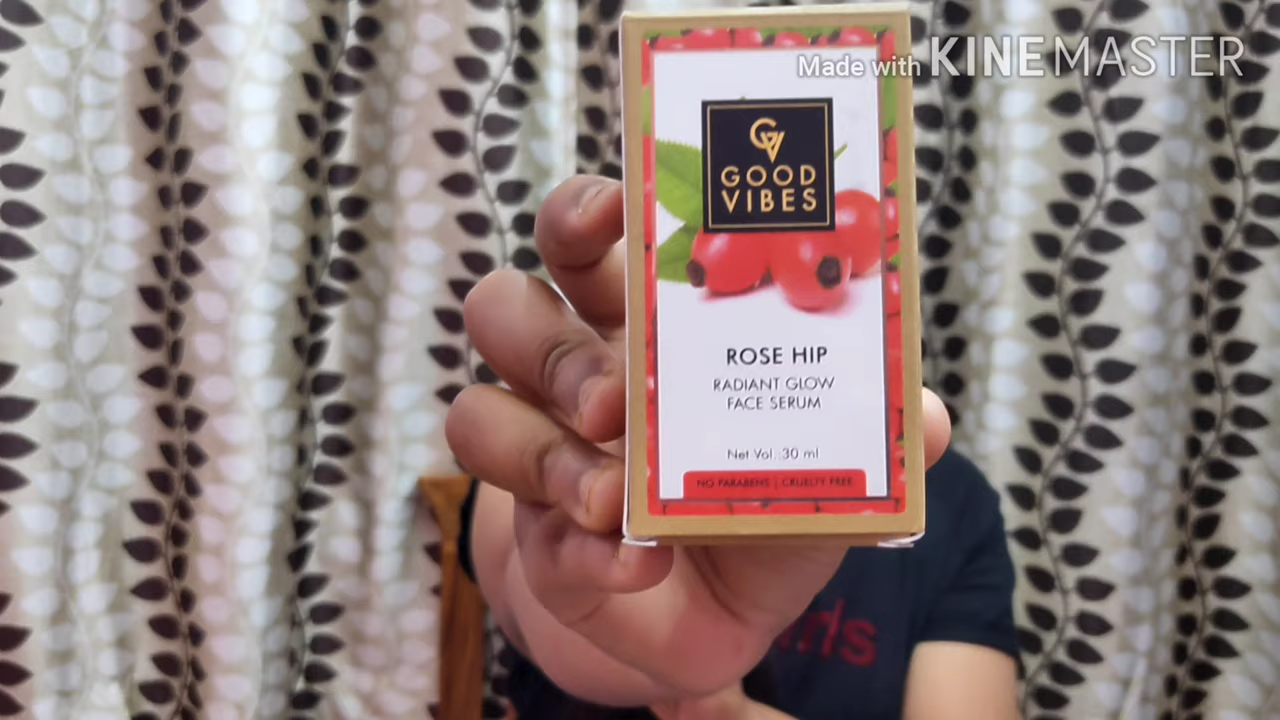 Made with KINEMASTER
GV
GOOD
VIBES
ROSE HIP
RADIANT GLOW
FACE SERUM
Net Vol. 30 ml
NO PARABENS | CRUELTY FREE